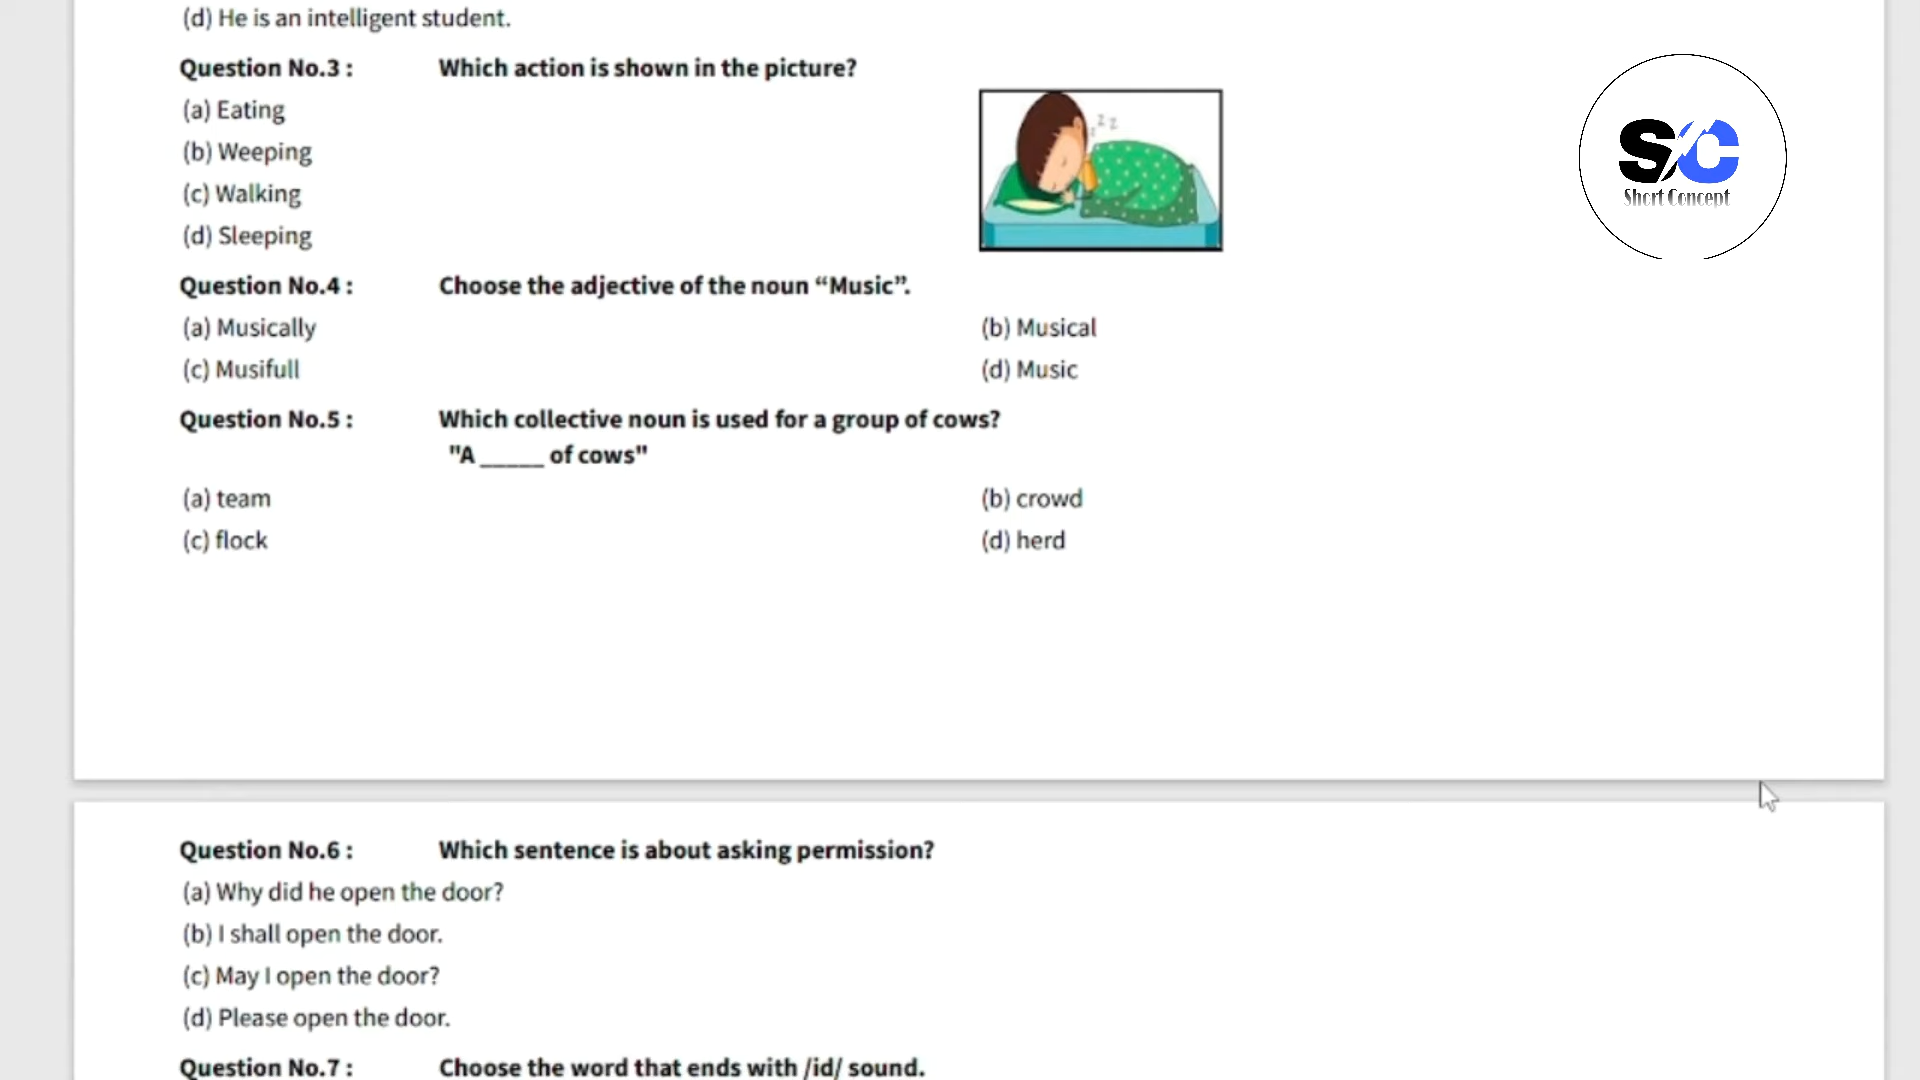 (d) He is an intelligent student.
Question No.3 : Which action is shown in the picture?
(a) Eating
(b) Weeping
(c) Walking
(d) Sleeping
z z z
S/C
Short Concept
Question No.4 : Choose the adjective of the noun “Music”.
(a) Musically (b) Musical
(c) Musifull (d) Music
Question No.5 : Which collective noun is used for a group of cows?
"A _____ of cows"
(a) team (b) crowd
(c) flock (d) herd
Question No.6 : Which sentence is about asking permission?
(a) Why did he open the door?
(b) I shall open the door.
(c) May I open the door?
(d) Please open the door.
Question No.7 : Choose the word that ends with /id/ sound.